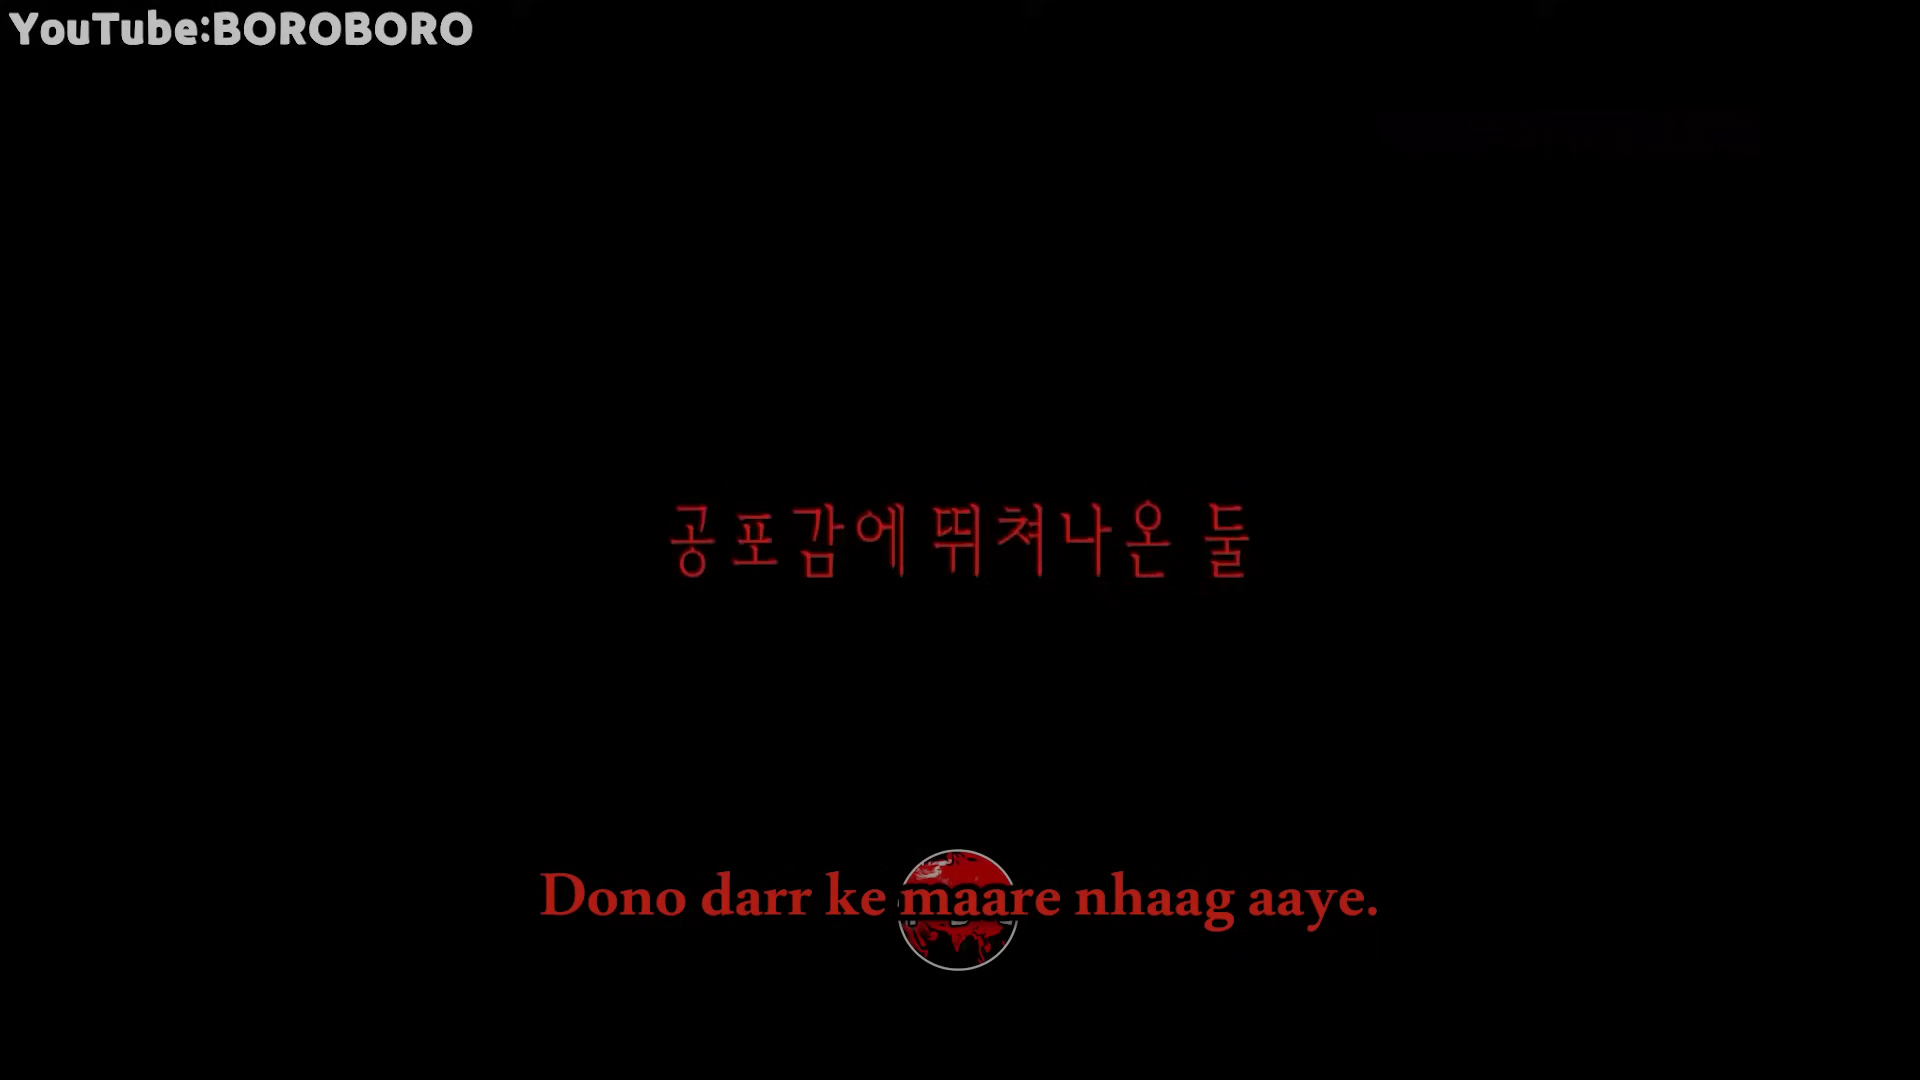 YouTube:BOROBORO
공포감에 뛰쳐나온 둘
Dono darr ke maare nhaag aaye.